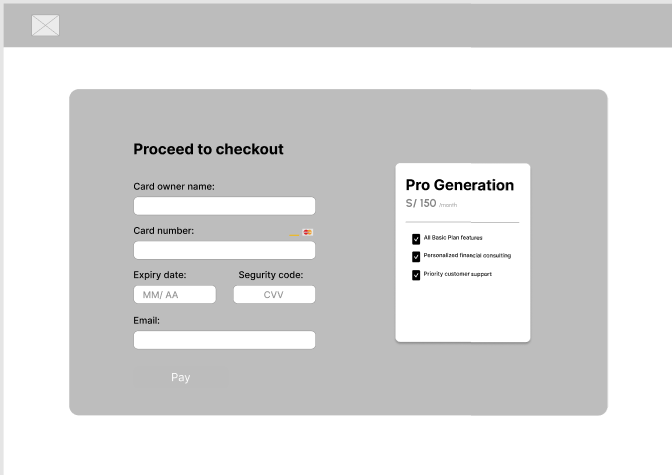 Proceed to checkout
Card owner name:
Card number:
Expiry date:
Segurity code:
MM/ AA
CVV
Email:
Pay
Pro Generation
S/ 150 /month
All Basic Plan features
Personalized financial consulting
Priority customer support